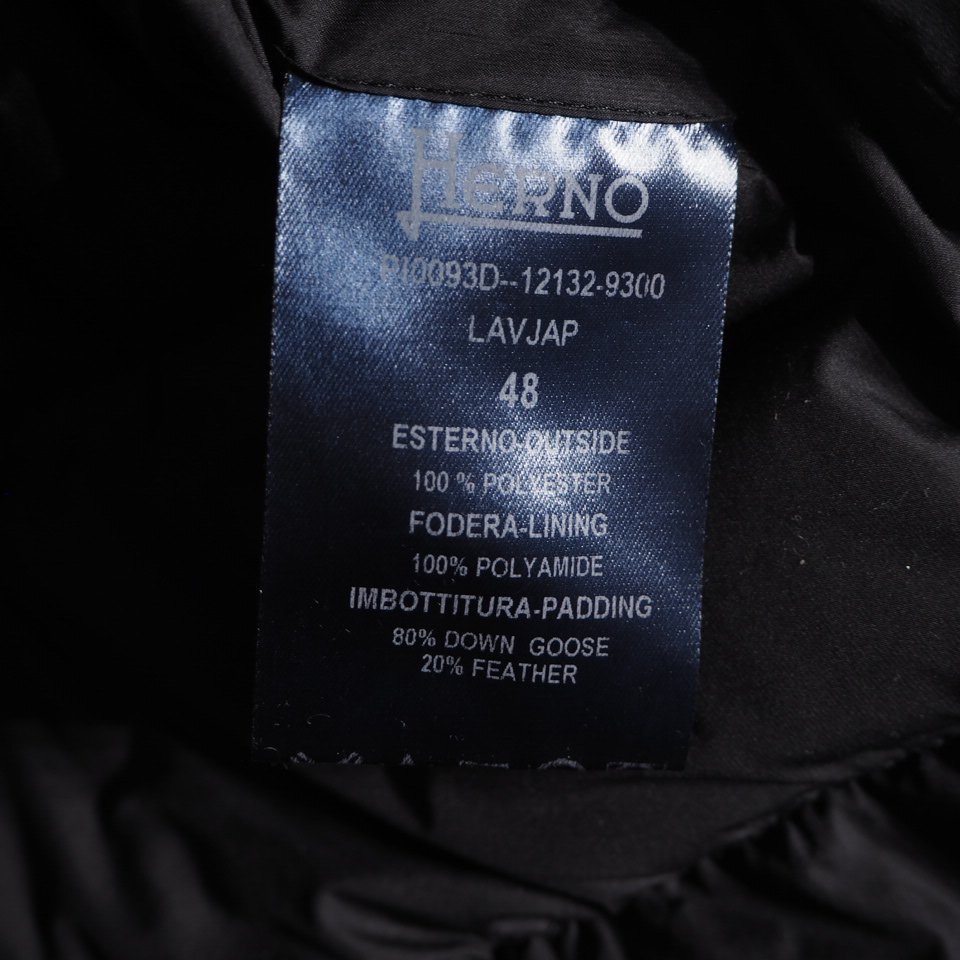 HERNO
PI0093D--12132-9300
LAVJAP
48
ESTERNO-OUTSIDE
100 % POLYESTER
FODERA-LINING
100% POLYAMIDE
IMBOTTITURA-PADDING
80% DOWN GOOSE
20% FEATHER